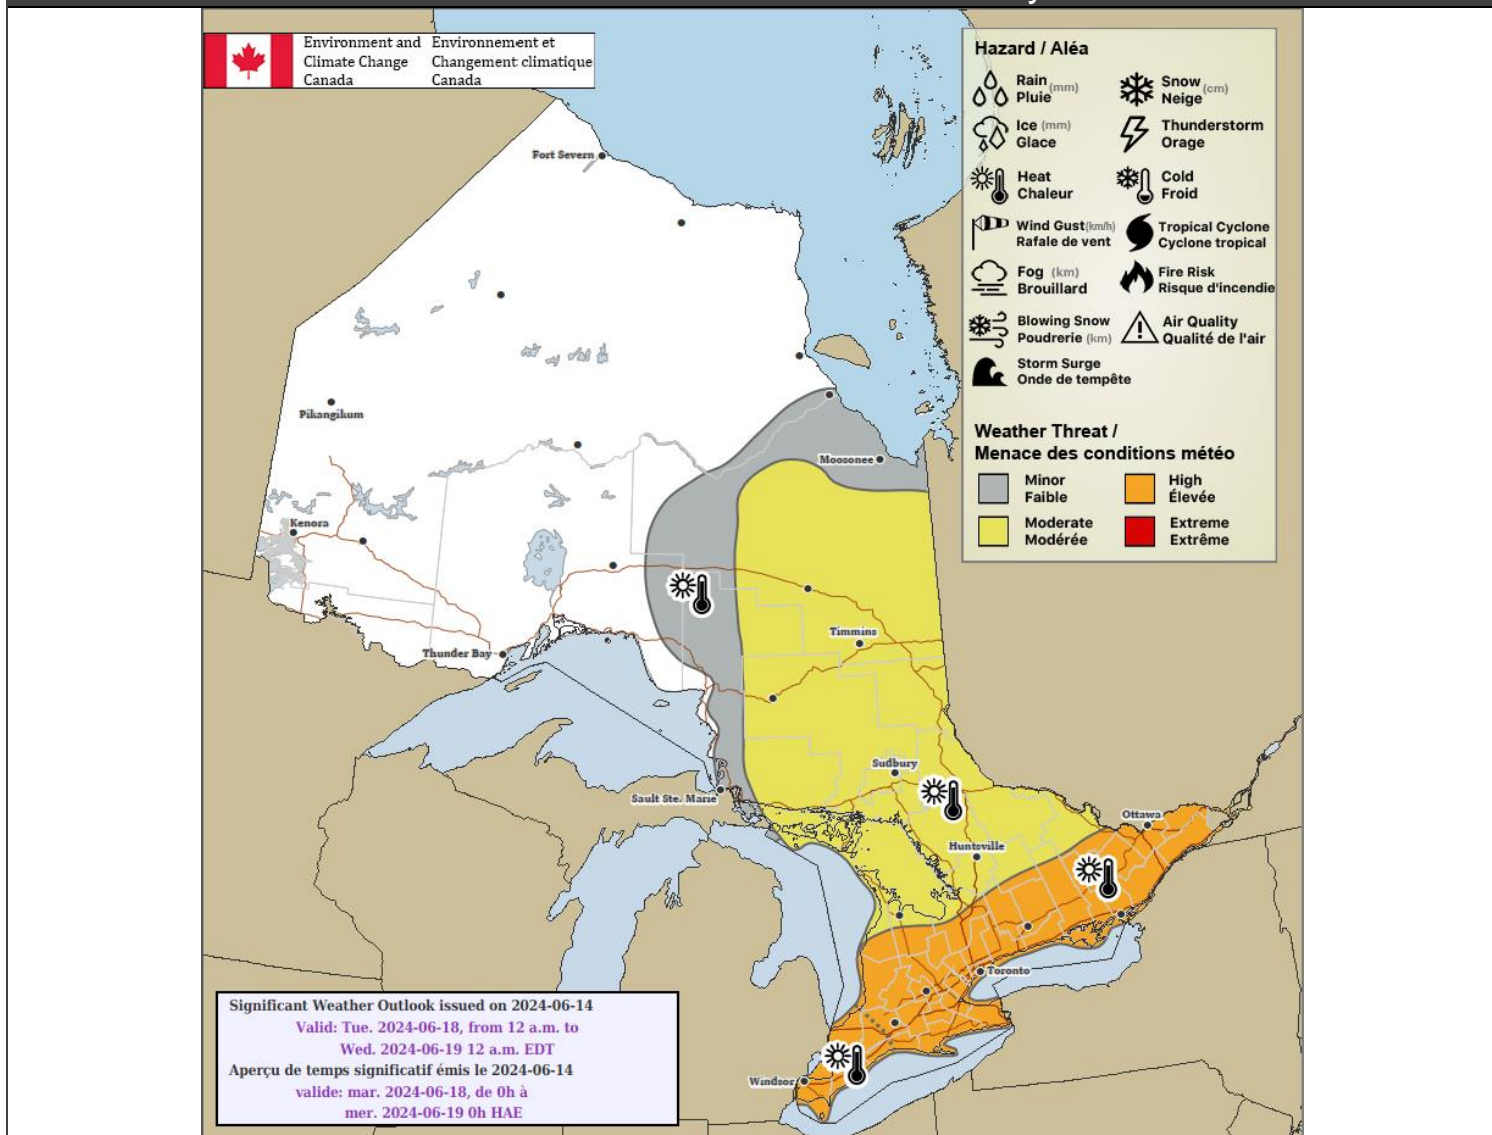 Environment and
Climate Change
Canada
Environnement et
Changement climatique
Canada
Hazard / Aléa
Rain (mm)
Pluie
Snow (cm)
Neige
Ice (mm)
Glace
Thunderstorm
Orage
Heat
Chaleur
Cold
Froid
Wind Gust (km/h)
Rafale de vent
Tropical Cyclone
Cyclone tropical
Fog (km)
Brouillard
Fire Risk
Risque d'incendie
Blowing Snow
Poudrerie (km)
Air Quality
Qualité de l'air
Storm Surge
Onde de tempête
Weather Threat /
Menace des conditions météo
Minor
Faible
High
Élevée
Moderate
Modérée
Extreme
Extrême
Fort Severn
Pikangikum
Moosonee
Kenora
Timmins
Thunder Bay
Sudbury
Sault Ste. Marie
Ottawa
Huntsville
Toronto
Windsor
Significant Weather Outlook issued on 2024-06-14
Valid: Tue. 2024-06-18, from 12 a.m. to
Wed. 2024-06-19 12 a.m. EDT
Aperçu de temps significatif émis le 2024-06-14
valide: mar. 2024-06-18, de 0h à
mer. 2024-06-19 0h HAE